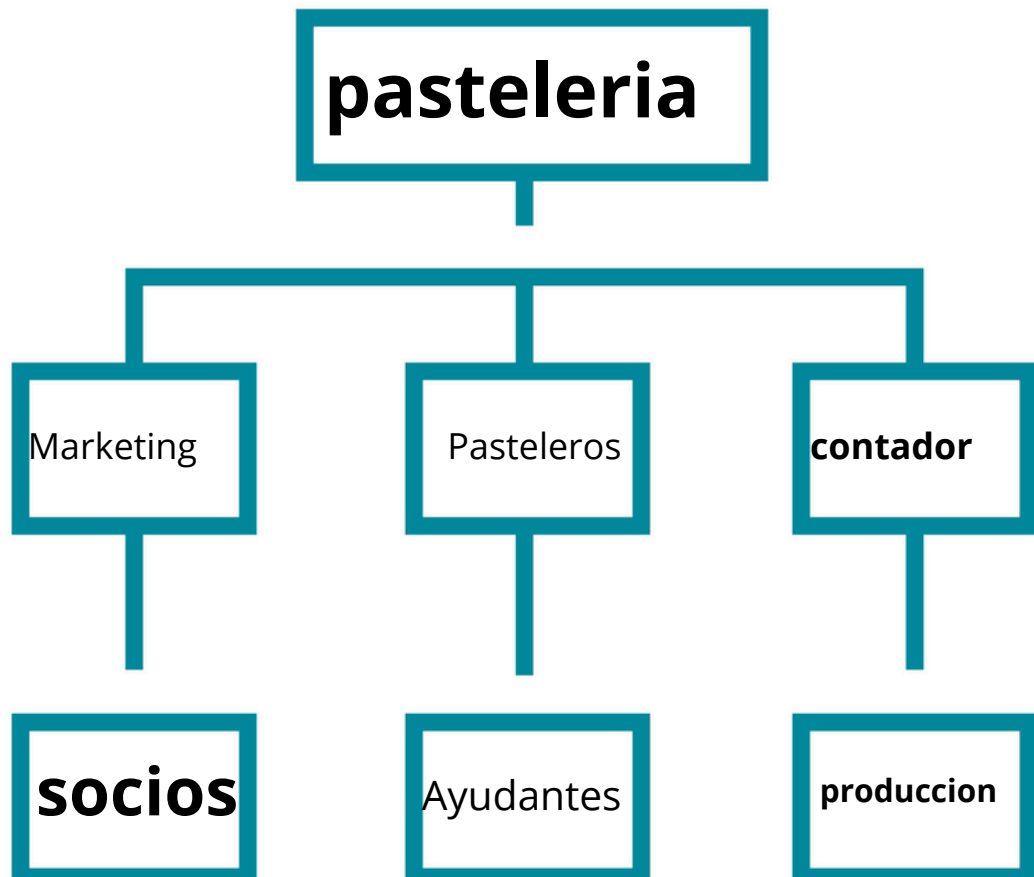 pasteleria
Marketing
Pasteleros
contador
socios
Ayudantes
produccion